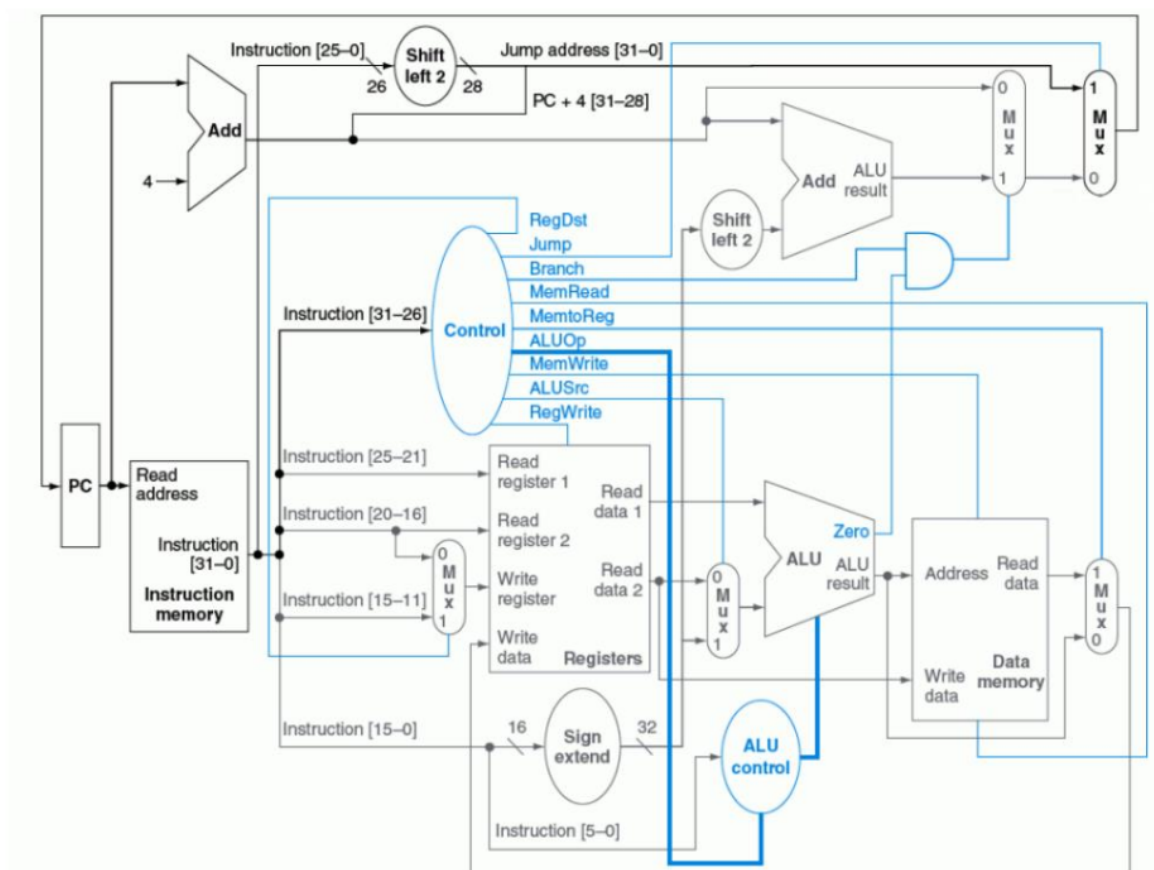 Instruction [25–0]
Shift
left 2
Jump address [31–0]
26
28
PC + 4 [31–28]
Add
4
0
M
u
x
1
1
M
u
x
0
Add
ALU
result
Shift
left 2
RegDst
Jump
Branch
MemRead
MemtoReg
ALUOp
MemWrite
ALUSrc
RegWrite
Instruction [31–26]
Control
PC
Read
address
Instruction
[31–0]
Instruction
memory
Instruction [25–21]
Instruction [20–16]
Instruction [15–11]
0
M
u
x
1
Read
register 1
Read
register 2
Write
register
Write
data
Read
data 1
Read
data 2
Registers
0
M
u
x
1
Zero
ALU
ALU
result
Address
Read
data
Write
data
Data
memory
1
M
u
x
0
Instruction [15–0]
16
Sign
extend
32
ALU
control
Instruction [5–0]